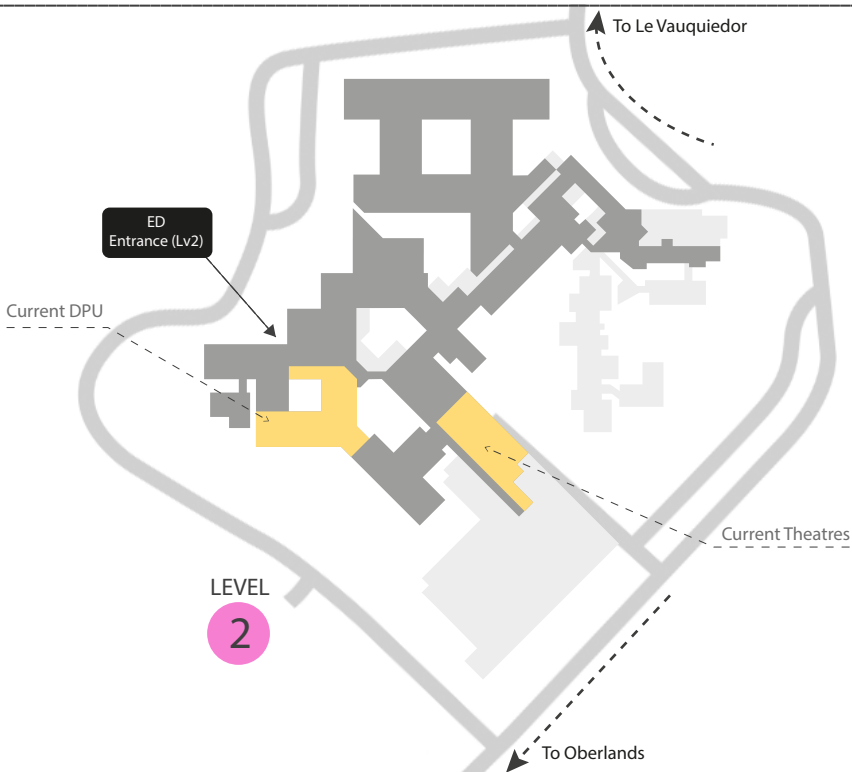 To Le Vauquiedor
ED
Entrance (Lv2)
Current DPU
Current Theatres
LEVEL
2
To Oberlands